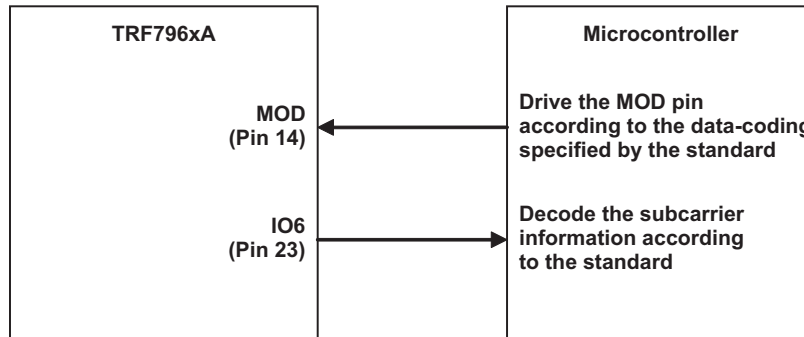 TRF796xA
Microcontroller
MOD
(Pin 14)
Drive the MOD pin
according to the data-coding
specified by the standard
IO6
(Pin 23)
Decode the subcarrier
information according
to the standard